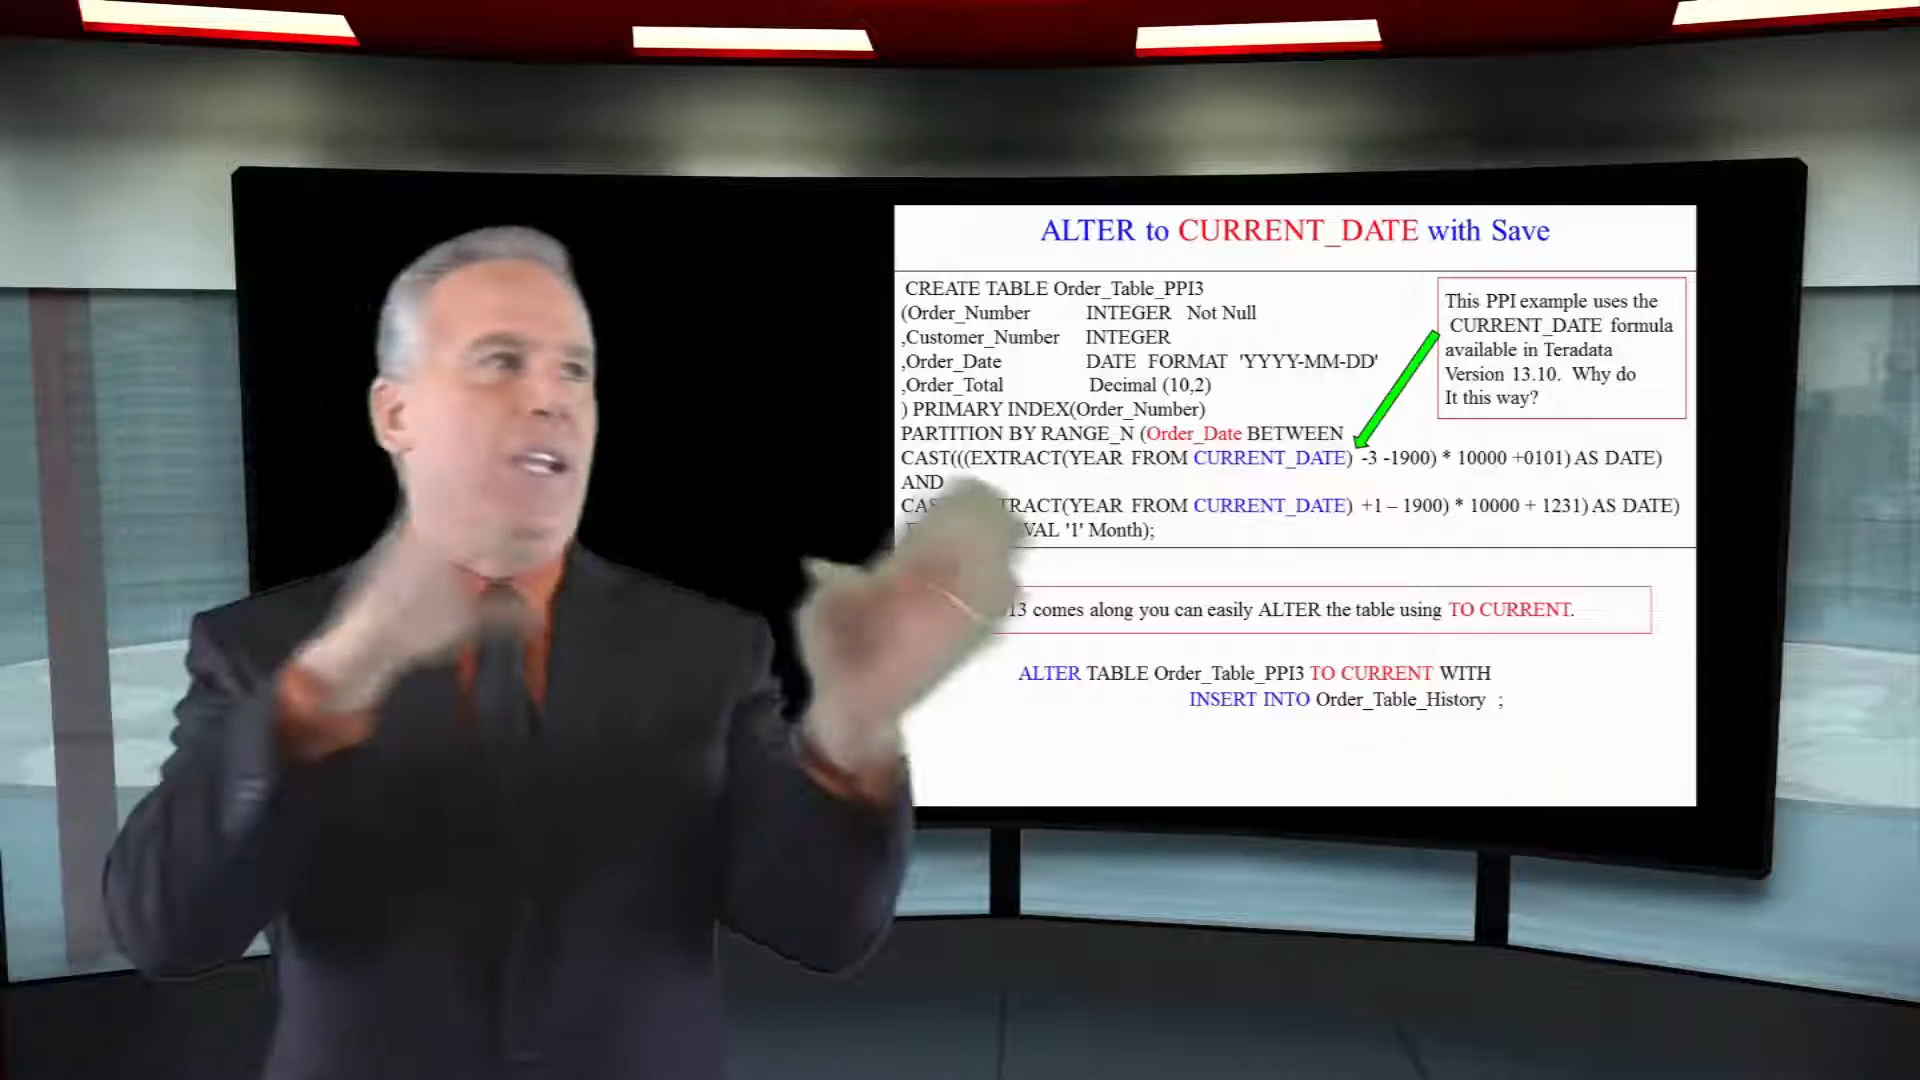 ALTER to CURRENT_DATE with Save
CREATE TABLE Order_Table_PPI3
(Order_Number INTEGER Not Null
,Customer_Number INTEGER
,Order_Date DATE FORMAT 'YYYY-MM-DD'
,Order_Total Decimal (10,2)
) PRIMARY INDEX(Order_Number)
PARTITION BY RANGE_N (Order_Date BETWEEN
CAST(((EXTRACT(YEAR FROM CURRENT_DATE) -3 -1900) * 10000 +0101) AS DATE)
AND
YEAR FROM CURRENT_DATE) +1 – 1900) * 10000 + 1231) AS DATE)
'1' Month);
This PPI example uses the
CURRENT_DATE formula
available in Teradata
Version 13.10. Why do
It this way?
comes along you can easily ALTER the table using TO CURRENT.
ALTER TABLE Order_Table_PPI3 TO CURRENT WITH
INSERT INTO Order_Table_History ;